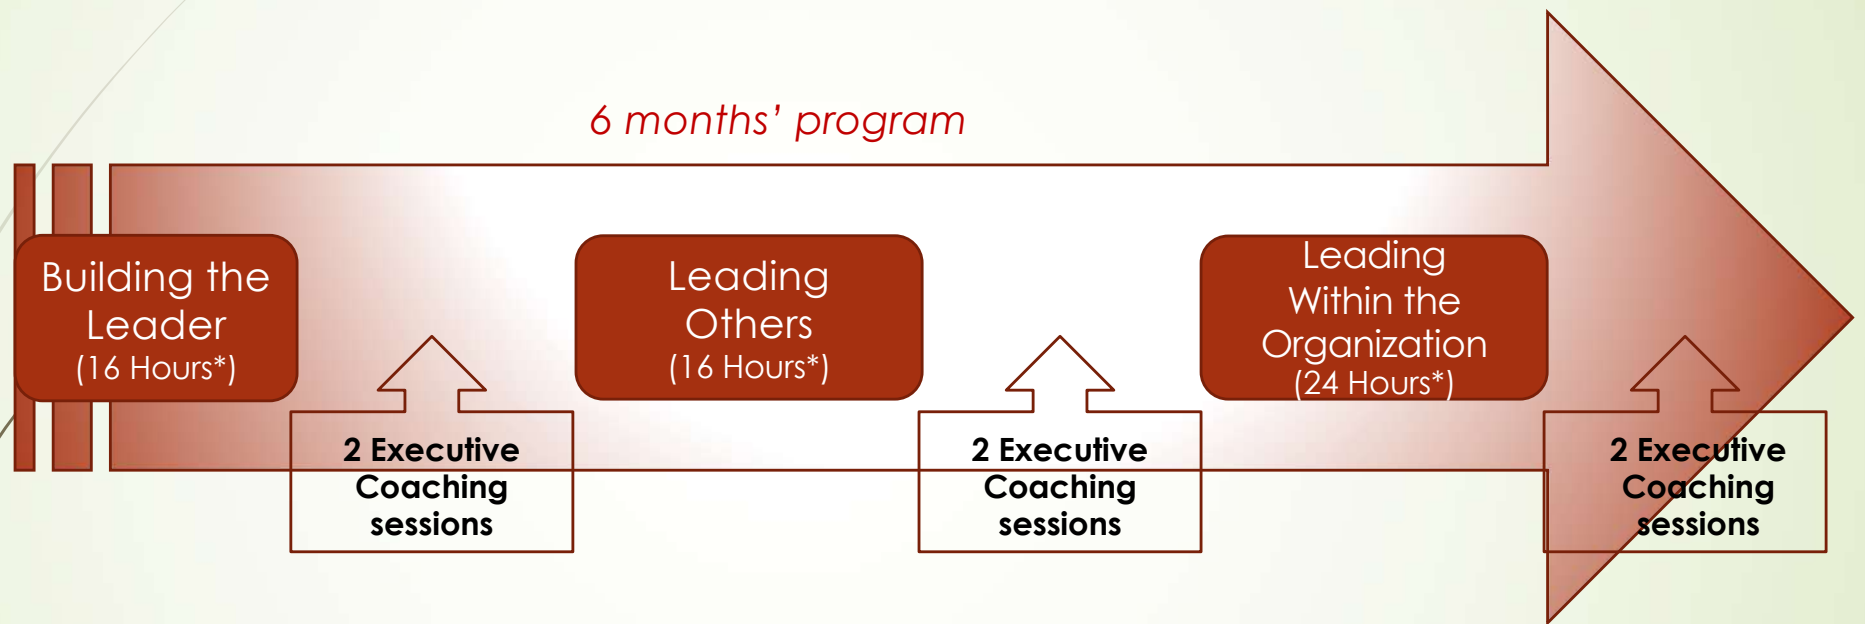 6 months’ program
Building the
Leader
(16 Hours*)
Leading
Others
(16 Hours*)
Leading
Within the
Organization
(24 Hours*)
2 Executive
Coaching
sessions
2 Executive
Coaching
sessions
2 Executive
Coaching
sessions